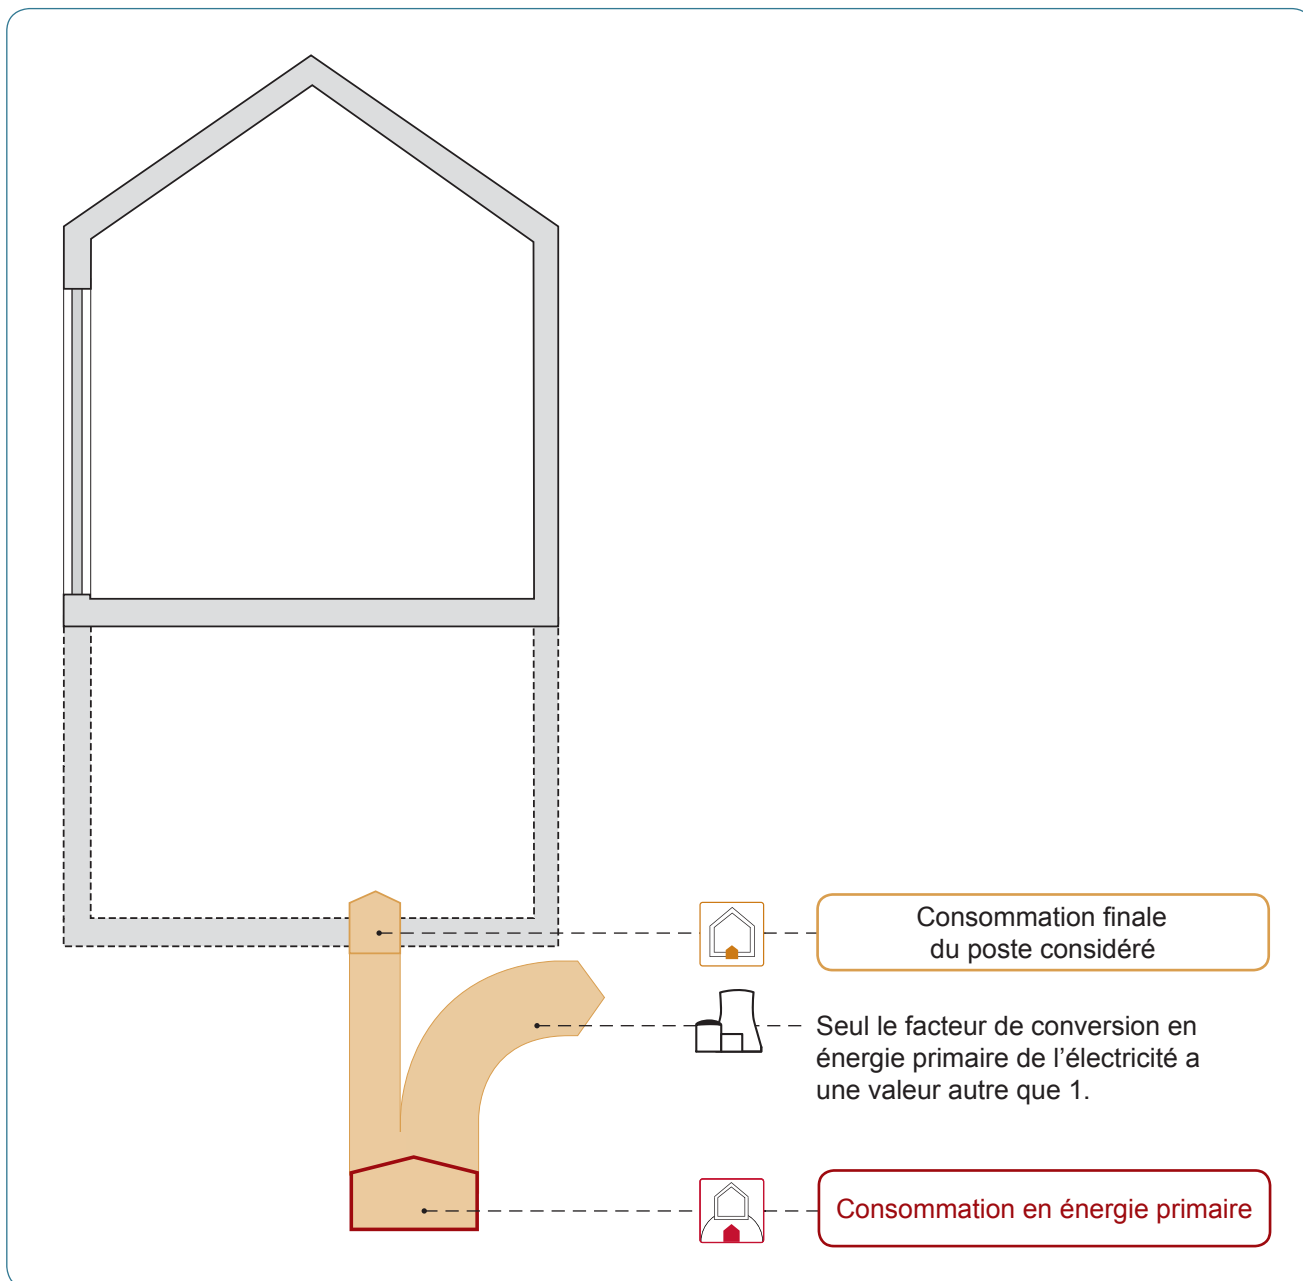 Consommation finale
du poste considéré
Seul le facteur de conversion en
énergie primaire de l’électricité a
une valeur autre que 1.
Consommation en énergie primaire